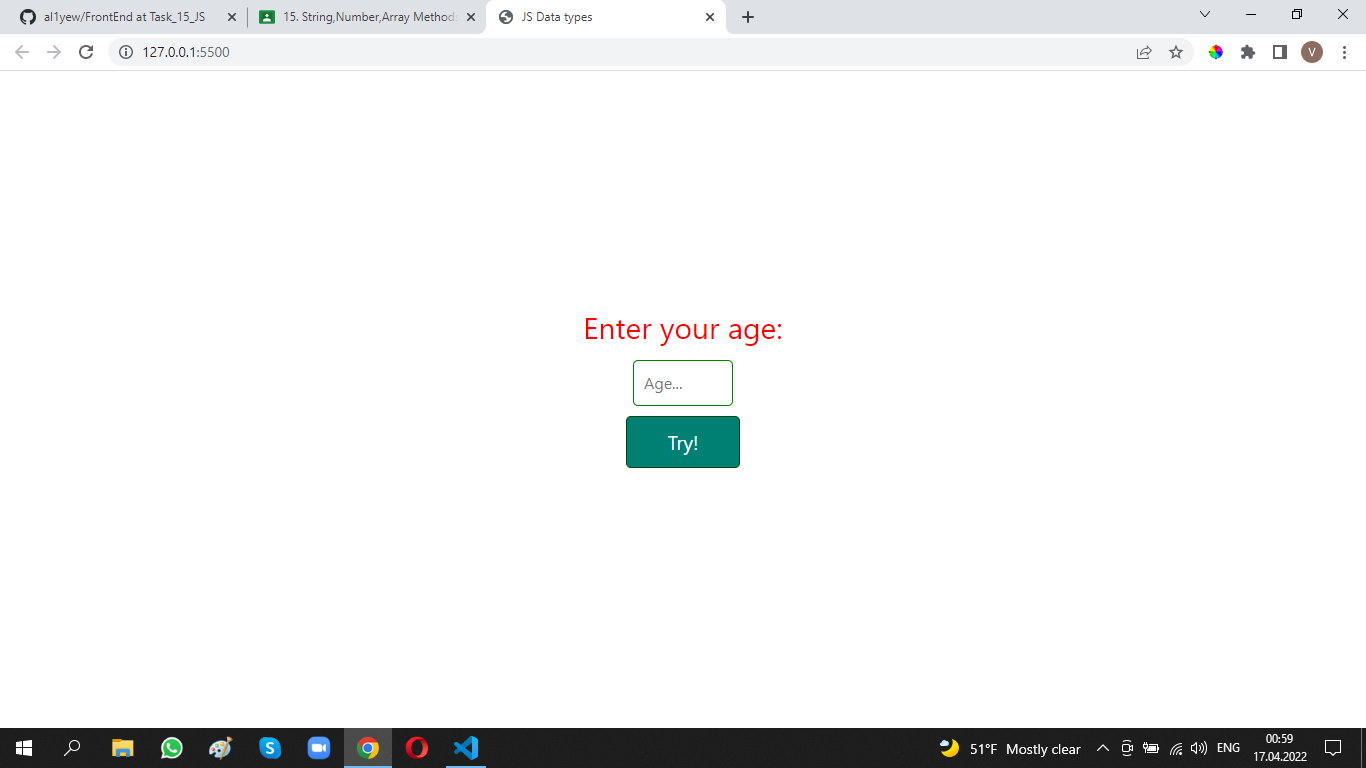 al1yew/FrontEnd at Task_15_JS
15. String,Number,Array Methods
JS Data types
127.0.0.1:5500
V
Enter your age:
Age...
Try!
51°F Mostly clear
ENG
00:59
17.04.2022